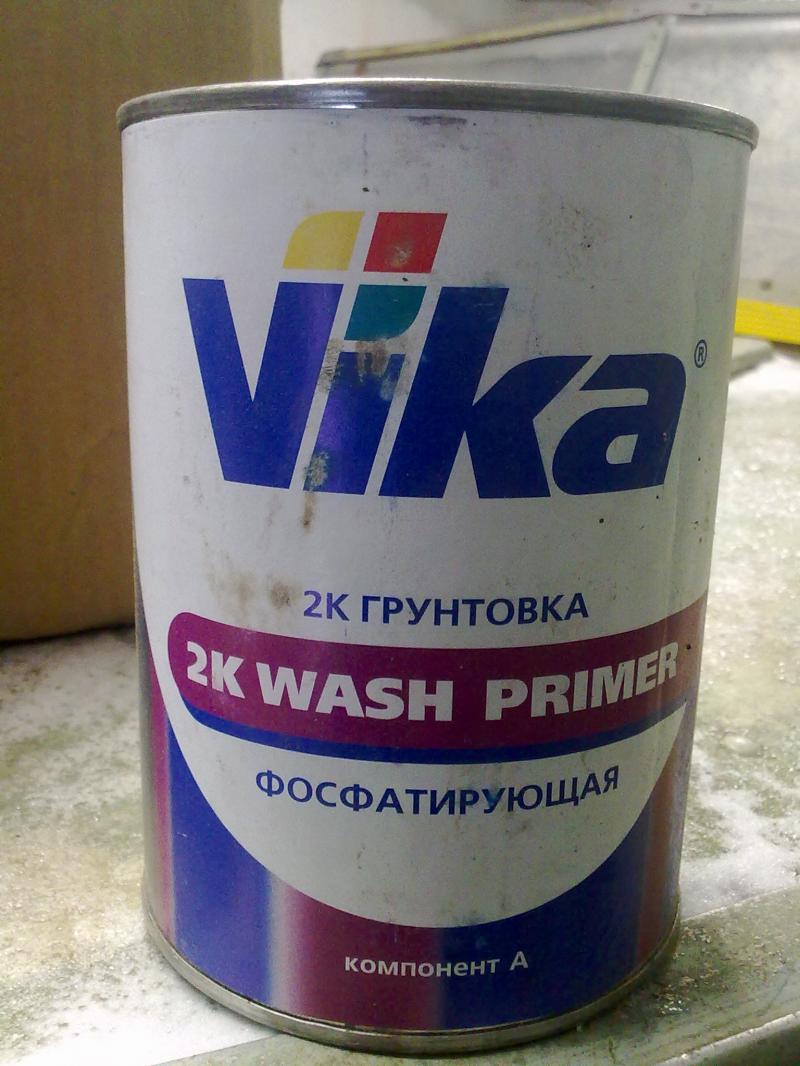 Vika®
2К ГРУНТОВКА
2K WASH PRIMER
ФОСФАТИРУЮЩАЯ
компонент А